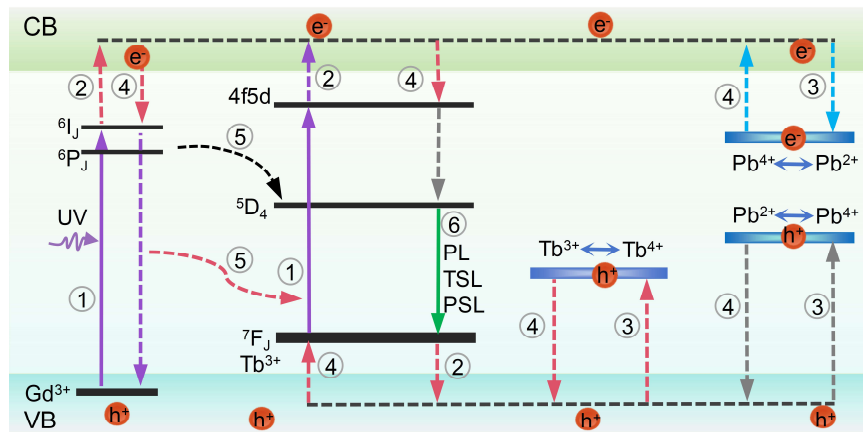 CB
e⁻
e⁻
e⁻
e⁻
②
④
②
④
④
③
4f5d
⁶I_J
⁶P_J
⑤
e⁻
Pb⁴⁺ Pb²⁺
⁵D₄
UV
⑥
PL
TSL
PSL
Pb²⁺ Pb⁴⁺
h⁺
Tb³⁺ Tb⁴⁺
h⁺
⑤
①
①
④
③
④
③
⁷F_J
Tb³⁺
④
②
Gd³⁺
VB
h⁺
h⁺
h⁺
h⁺